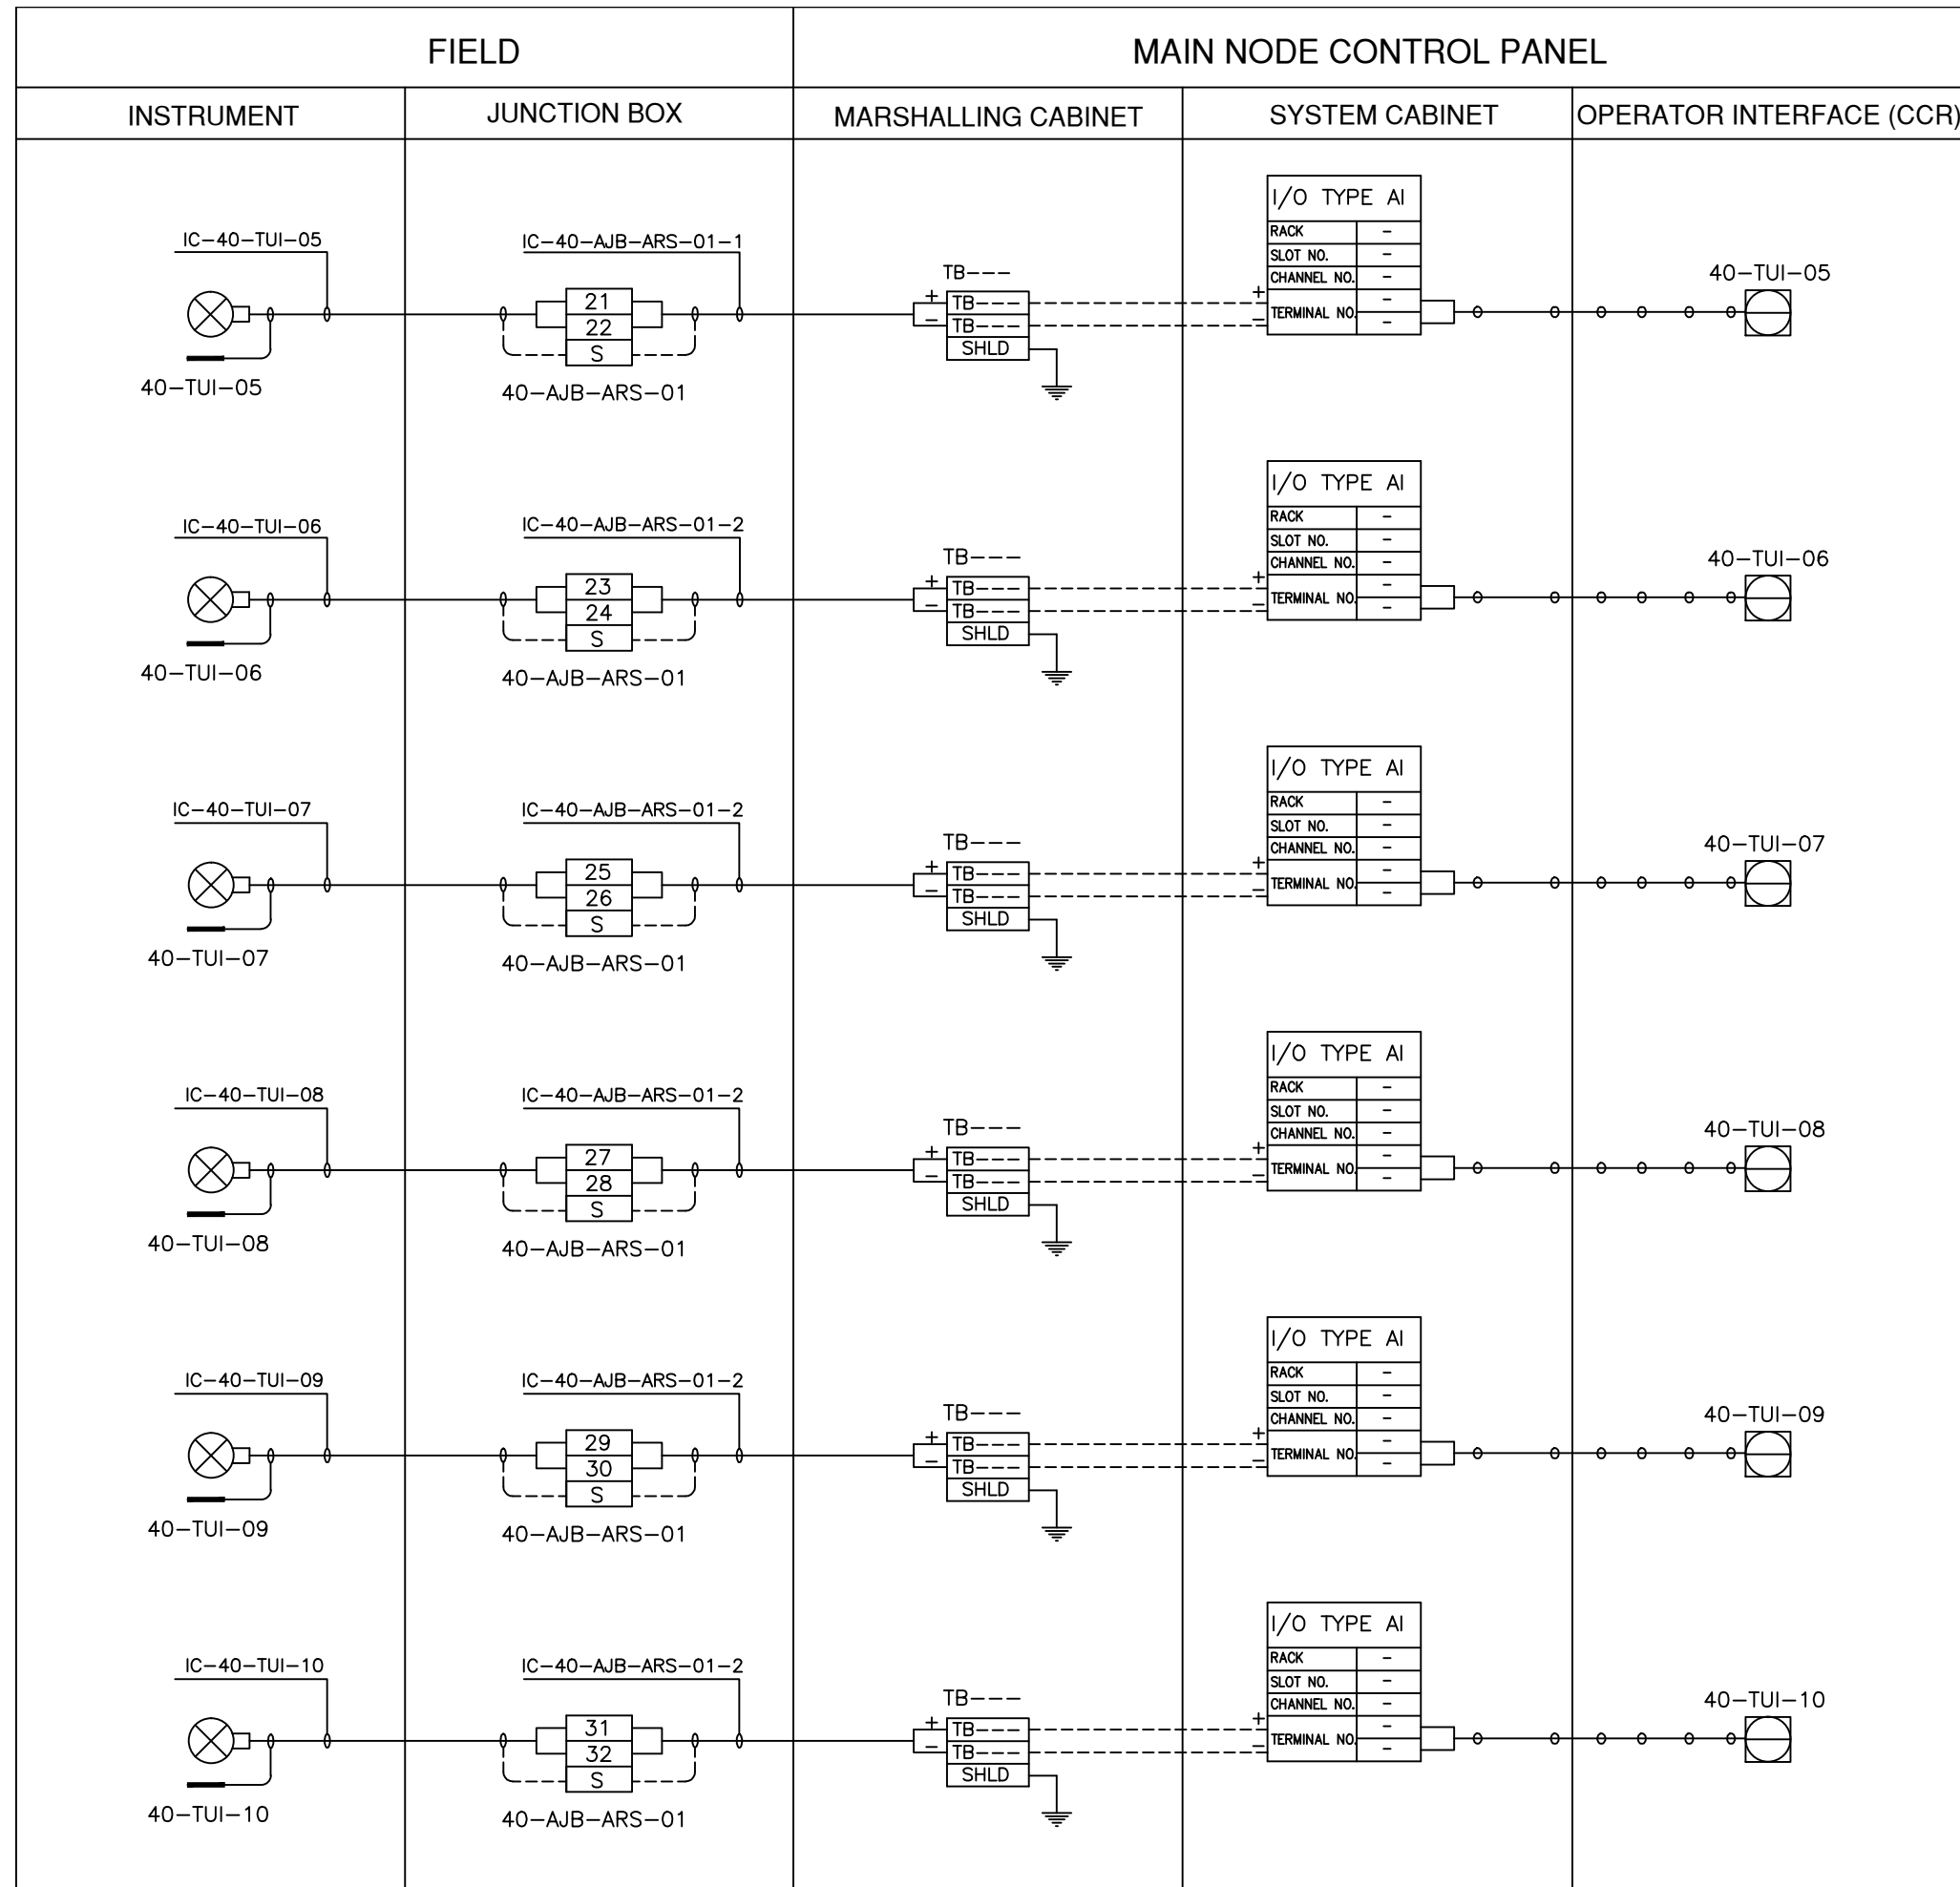 FIELD
MAIN NODE CONTROL PANEL
INSTRUMENT
JUNCTION BOX
MARSHALLING CABINET
SYSTEM CABINET
OPERATOR INTERFACE (CCR)
IC-40-TUI-05
40-TUI-05
IC-40-AJB-ARS-01-1
21
22
S
40-AJB-ARS-01
TB---
+ TB---
- TB---
SHLD
I/O TYPE AI
RACK -
SLOT NO. -
CHANNEL NO. -
+ -
TERMINAL NO.
- -
40-TUI-05
IC-40-TUI-06
40-TUI-06
IC-40-AJB-ARS-01-2
23
24
S
40-AJB-ARS-01
TB---
+ TB---
- TB---
SHLD
I/O TYPE AI
RACK -
SLOT NO. -
CHANNEL NO. -
+ -
TERMINAL NO.
- -
40-TUI-06
IC-40-TUI-07
40-TUI-07
IC-40-AJB-ARS-01-2
25
26
S
40-AJB-ARS-01
TB---
+ TB---
- TB---
SHLD
I/O TYPE AI
RACK -
SLOT NO. -
CHANNEL NO. -
+ -
TERMINAL NO.
- -
40-TUI-07
IC-40-TUI-08
40-TUI-08
IC-40-AJB-ARS-01-2
27
28
S
40-AJB-ARS-01
TB---
+ TB---
- TB---
SHLD
I/O TYPE AI
RACK -
SLOT NO. -
CHANNEL NO. -
+ -
TERMINAL NO.
- -
40-TUI-08
IC-40-TUI-09
40-TUI-09
IC-40-AJB-ARS-01-2
29
30
S
40-AJB-ARS-01
TB---
+ TB---
- TB---
SHLD
I/O TYPE AI
RACK -
SLOT NO. -
CHANNEL NO. -
+ -
TERMINAL NO.
- -
40-TUI-09
IC-40-TUI-10
40-TUI-10
IC-40-AJB-ARS-01-2
31
32
S
40-AJB-ARS-01
TB---
+ TB---
- TB---
SHLD
I/O TYPE AI
RACK -
SLOT NO. -
CHANNEL NO. -
+ -
TERMINAL NO.
- -
40-TUI-10